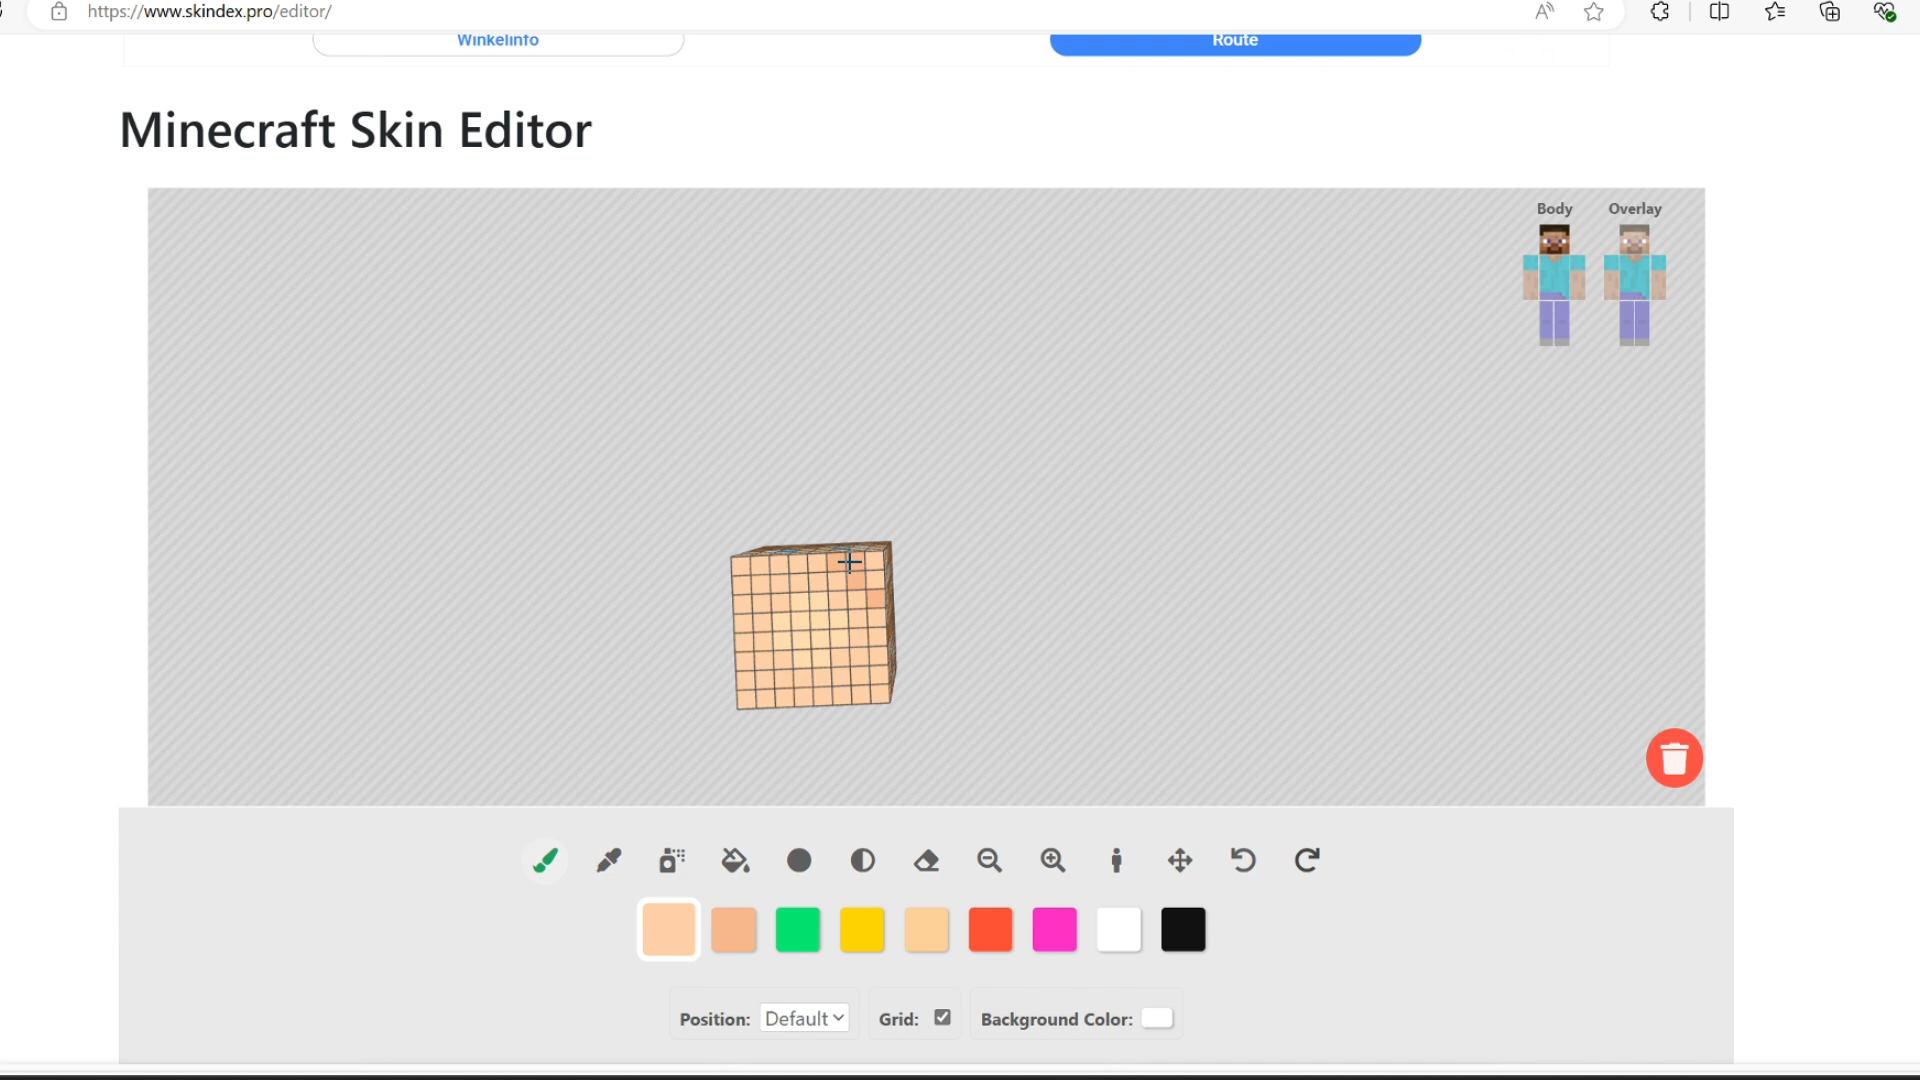 https://www.skindex.pro/editor/
Winkelinfo
Route
Minecraft Skin Editor
Body Overlay
Position: Default Grid: Background Color: